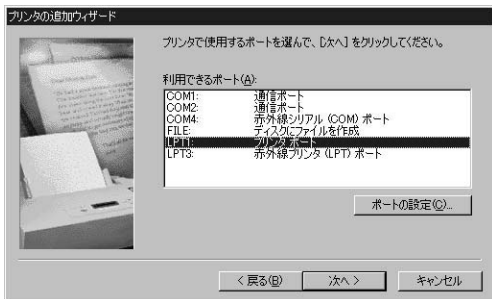 プリンタの追加ウィザード
プリンタで使用するポートを選んで、[次へ] をクリックしてください。
利用できるポート(A):
COM1: 通信ポート
COM2: 通信ポート
COM4: 赤外線シリアル (COM) ポート
FILE: ディスクにファイルを作成
LPT1: プリンタ ポート
LPT3: 赤外線プリンタ (LPT) ポート
ポートの設定(C)...
< 戻る(B)
次へ >
キャンセル